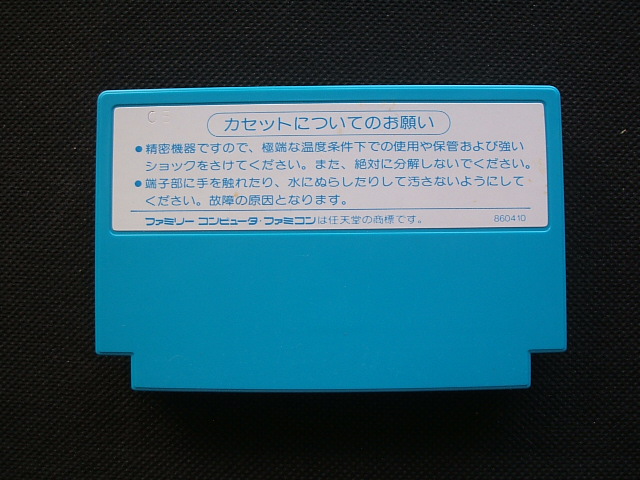 カセットについてのお願い
●精密機器ですので、極端な温度条件下での使用や保管および強い
ショックをさけてください。また、絶対に分解しないでください。
●端子部に手を触れたり、水にぬらしたりして汚さないようにして
ください。故障の原因となります。
ファミリーコンピュータ・ファミコンは任天堂の商標です。 860410